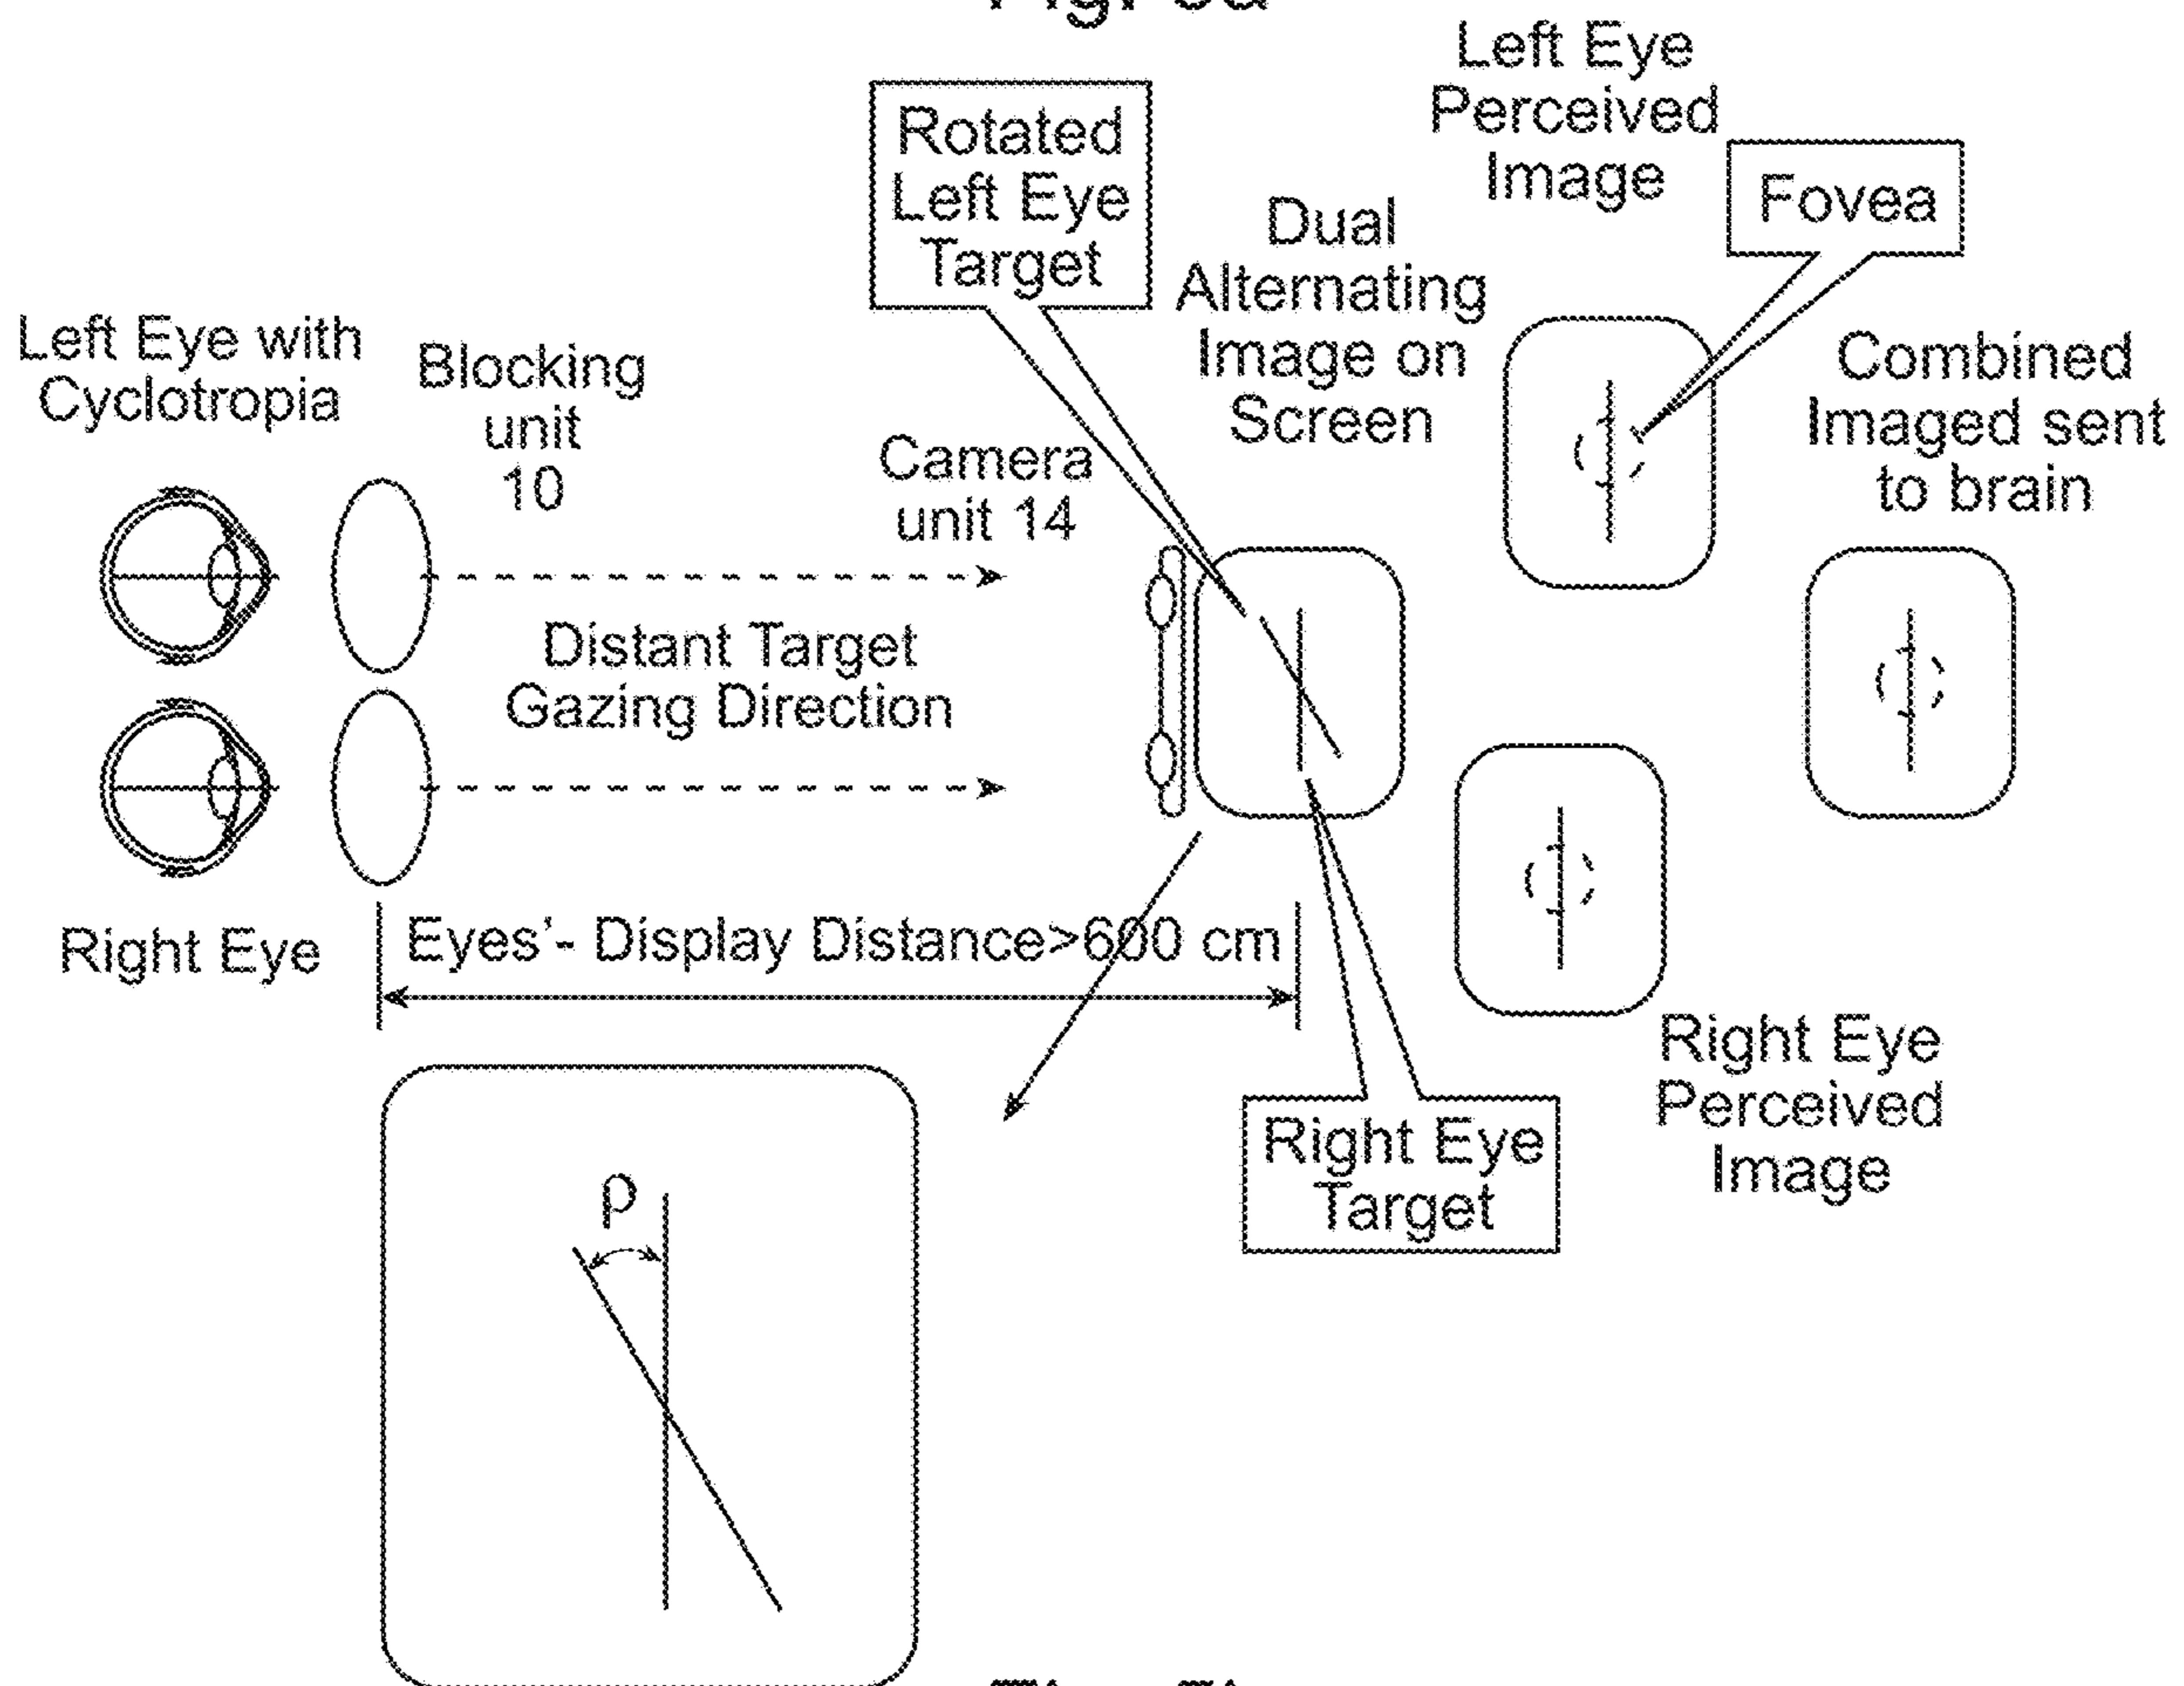 Left Eye
Perceived
Image
Rotated
Left Eye
Target
Fovea
Dual
Alternating
Image on
Screen
Left Eye with
Cyclotropia
Blocking
unit
10
Combined
Imaged sent
to brain
Camera
unit 14
Distant Target
Gazing Direction
Right Eye
Eyes'- Display Distance>600 cm
Right Eye
Perceived
Image
Right Eye
Target
ρ